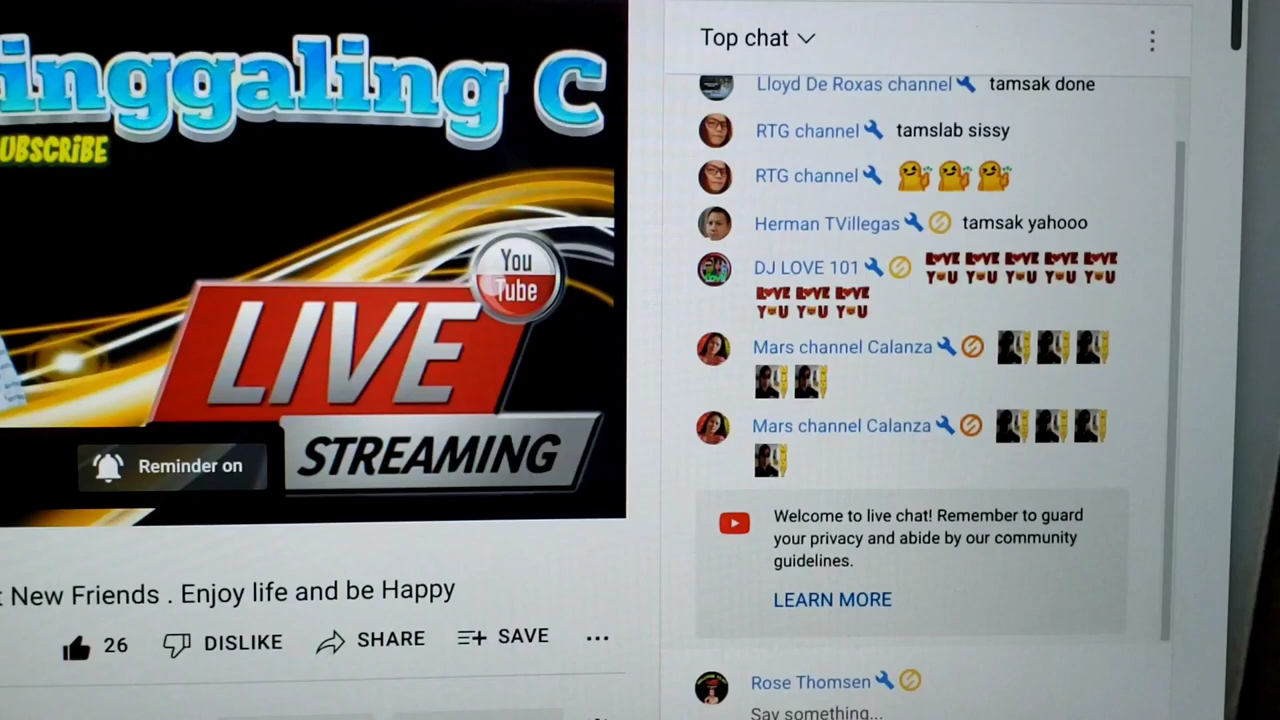 inggaling C
UBSCRiBE
You
Tube
LIVE
STREAMING
Reminder on
New Friends . Enjoy life and be Happy
26
DISLIKE
SHARE
SAVE
Top chat
Lloyd De Roxas channel tamsak done
RTG channel tamslab sissy
RTG channel
Herman TVillegas tamsak yahooo
DJ LOVE 101 LOVE YOU LOVE YOU LOVE YOU LOVE YOU LOVE YOU
LOVE YOU LOVE YOU LOVE YOU
Mars channel Calanza
Mars channel Calanza
Welcome to live chat! Remember to guard
your privacy and abide by our community
guidelines.
LEARN MORE
Rose Thomsen
Say something...